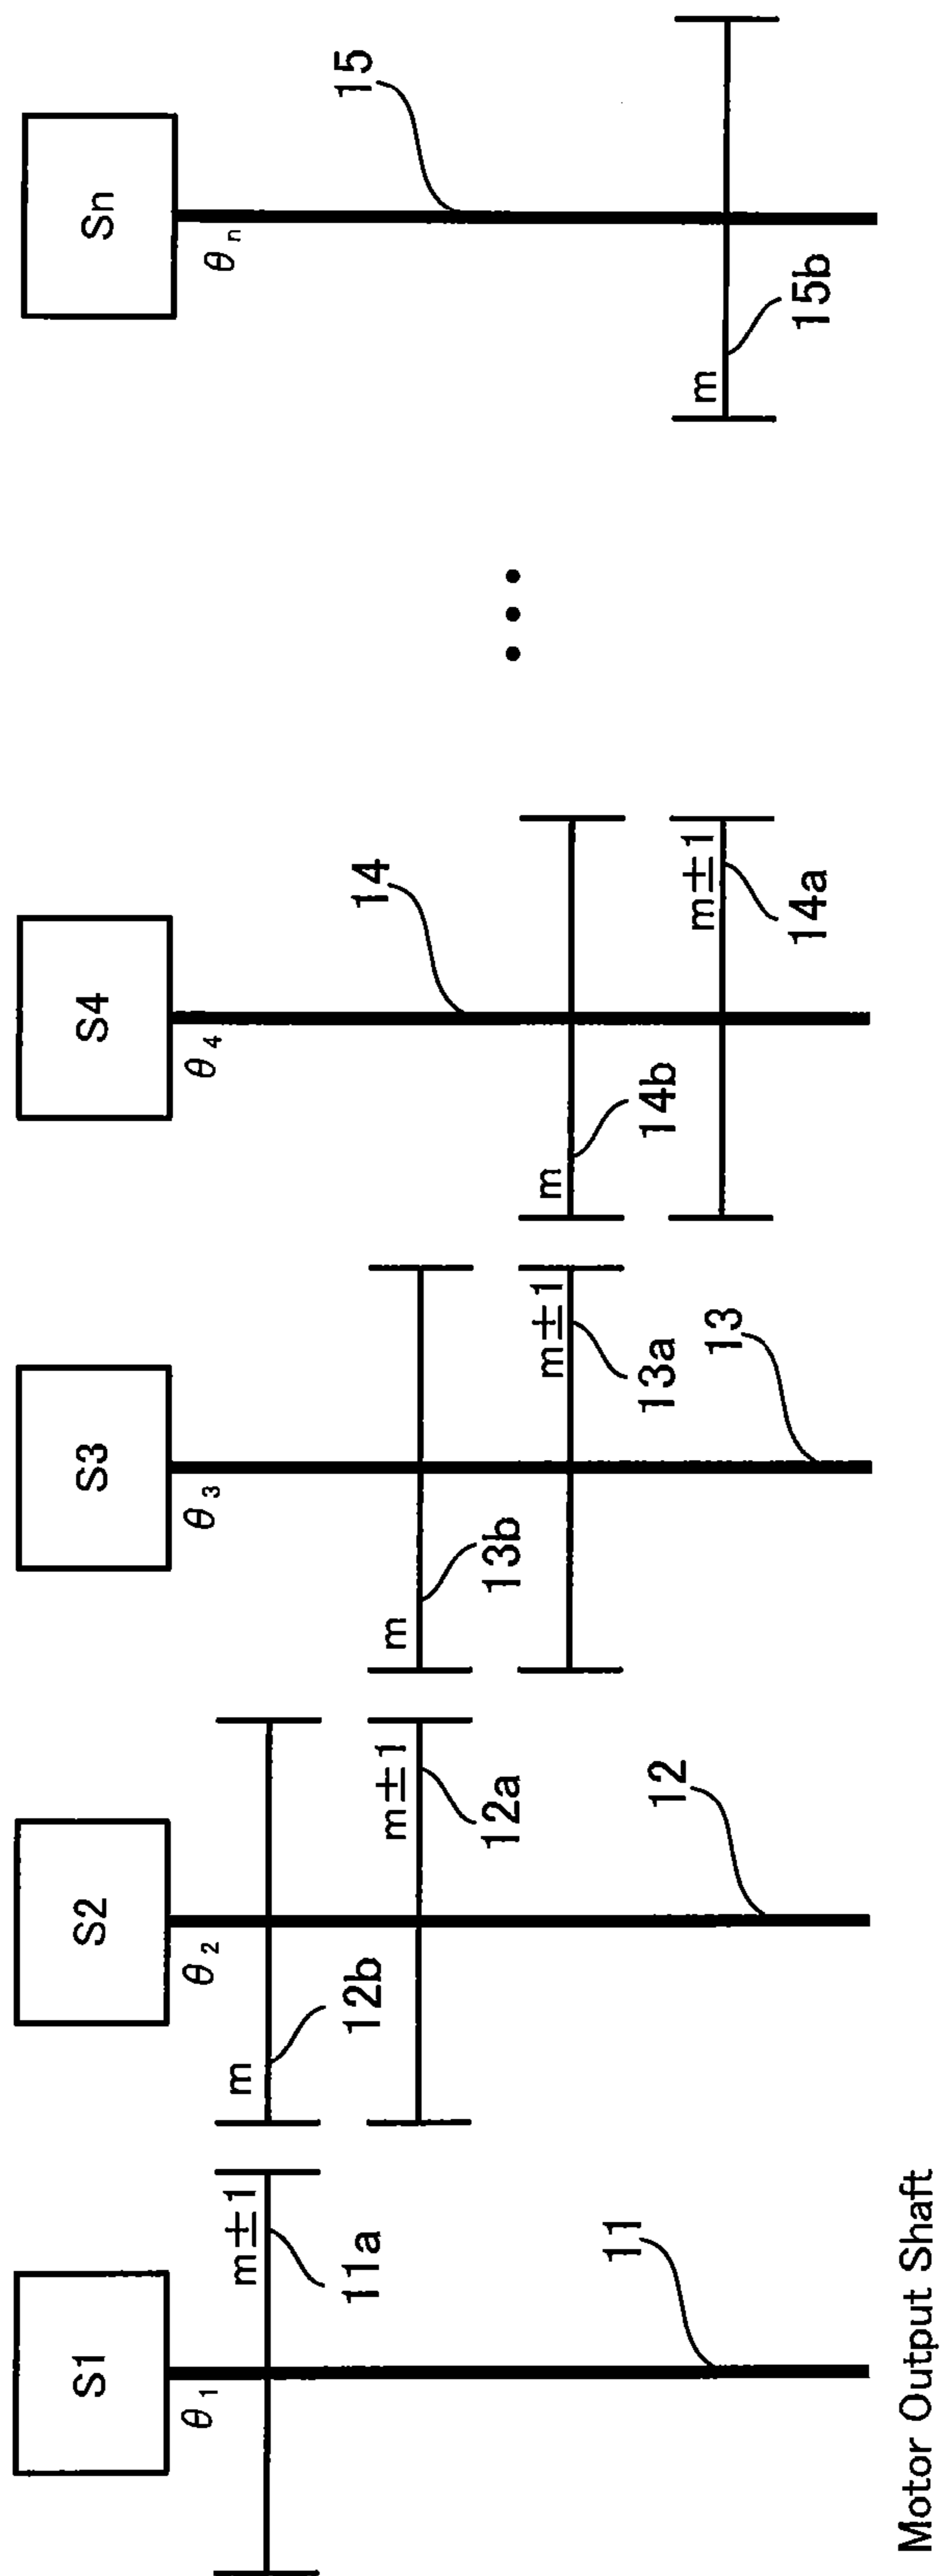 S1
θ1
m±1
11a
11
Motor Output Shaft
S2
θ2
m
12b
m±1
12a
12
S3
θ3
m
13b
m±1
13a
13
S4
θ4
14
m
14b
m±1
14a
Sn
θn
15
m
15b